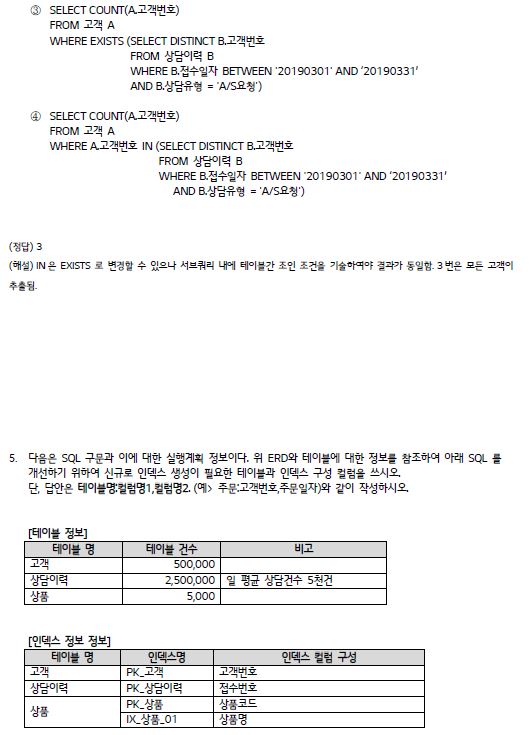 ③ SELECT COUNT(A.고객번호)
FROM 고객 A
WHERE EXISTS (SELECT DISTINCT B.고객번호
FROM 상담이력 B
WHERE B.접수일자 BETWEEN '20190301' AND '20190331'
AND B.상담유형 = 'A/S요청')
④ SELECT COUNT(A.고객번호)
FROM 고객 A
WHERE A.고객번호 IN (SELECT DISTINCT B.고객번호
FROM 상담이력 B
WHERE B.접수일자 BETWEEN '20190301' AND '20190331'
AND B.상담유형 = 'A/S요청')
(정답) 3
(해설) IN 은 EXISTS 로 변경할 수 있으나 서브쿼리 내에 테이블간 조인 조건을 기술하여야 결과가 동일함. 3 번은 모든 고객이
추출됨.
5. 다음은 SQL 구문과 이에 대한 실행계획 정보이다. 위 ERD와 테이블에 대한 정보를 참조하여 아래 SQL 를
개선하기 위하여 신규로 인덱스 생성이 필요한 테이블과 인덱스 구성 컬럼을 쓰시오.
단, 답안은 테이블명:컬럼명1,컬럼명2. (예> 주문:고객번호,주문일자)와 같이 작성하시오.
[테이블 정보]
테이블 명 테이블 건수 비고
고객 500,000
상담이력 2,500,000 일 평균 상담건수 5천건
상품 5,000
[인덱스 정보 정보]
테이블 명 인덱스명 인덱스 컬럼 구성
고객 PK_고객 고객번호
상담이력 PK_상담이력 접수번호
상품 PK_상품 상품코드
IX_상품_01 상품명